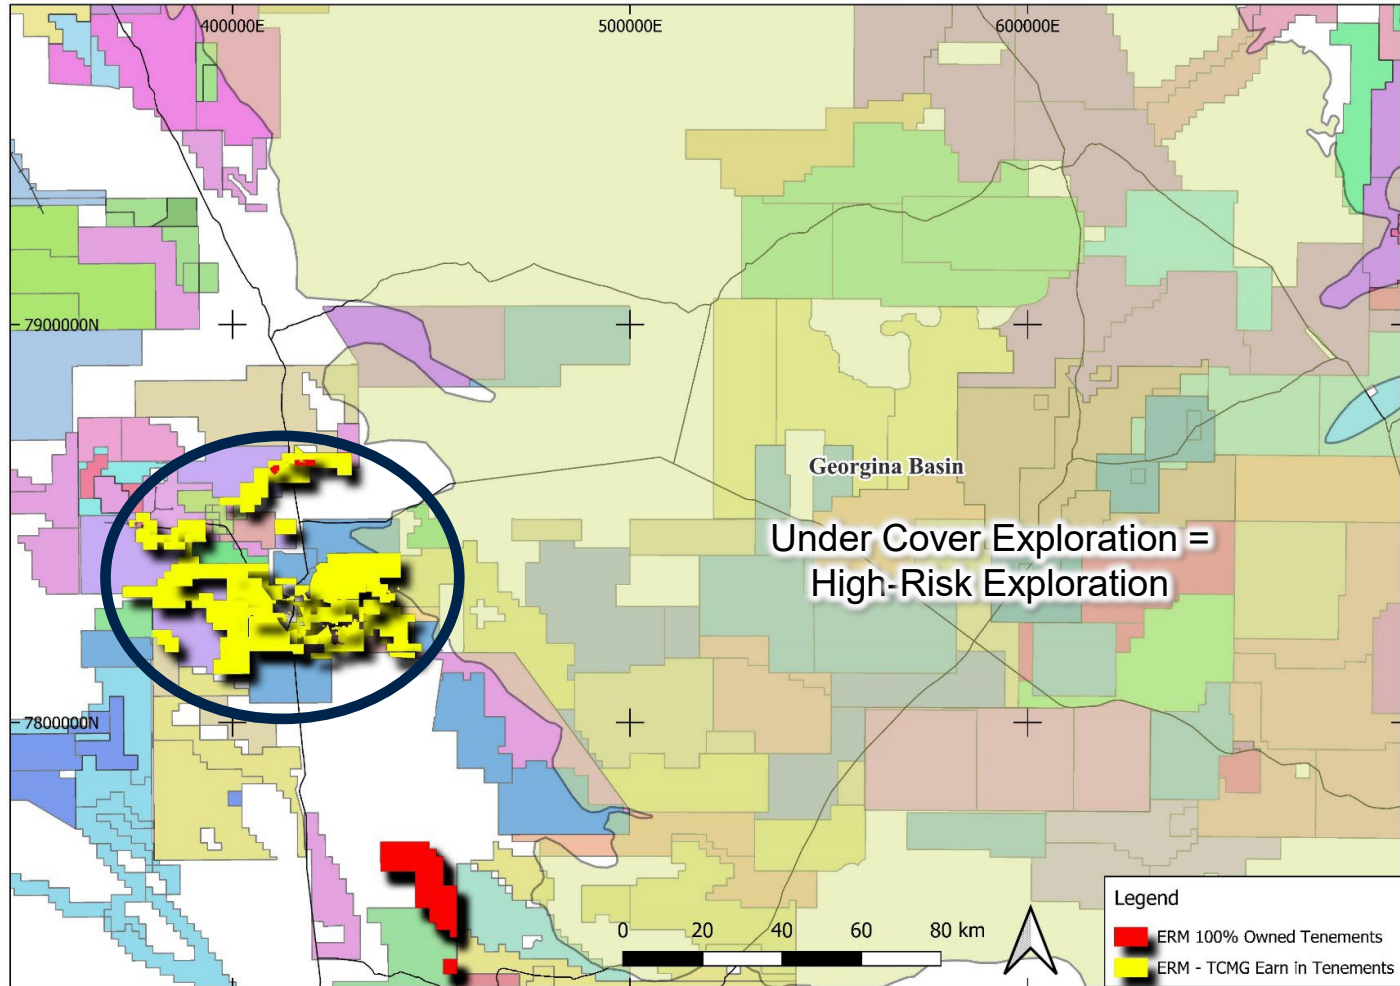 400000E
500000E
600000E
7900000N
Georgina Basin
Under Cover Exploration =
High-Risk Exploration
7800000N
0 20 40 60 80 km
Legend
ERM 100% Owned Tenements
ERM - TCMG Earn in Tenements